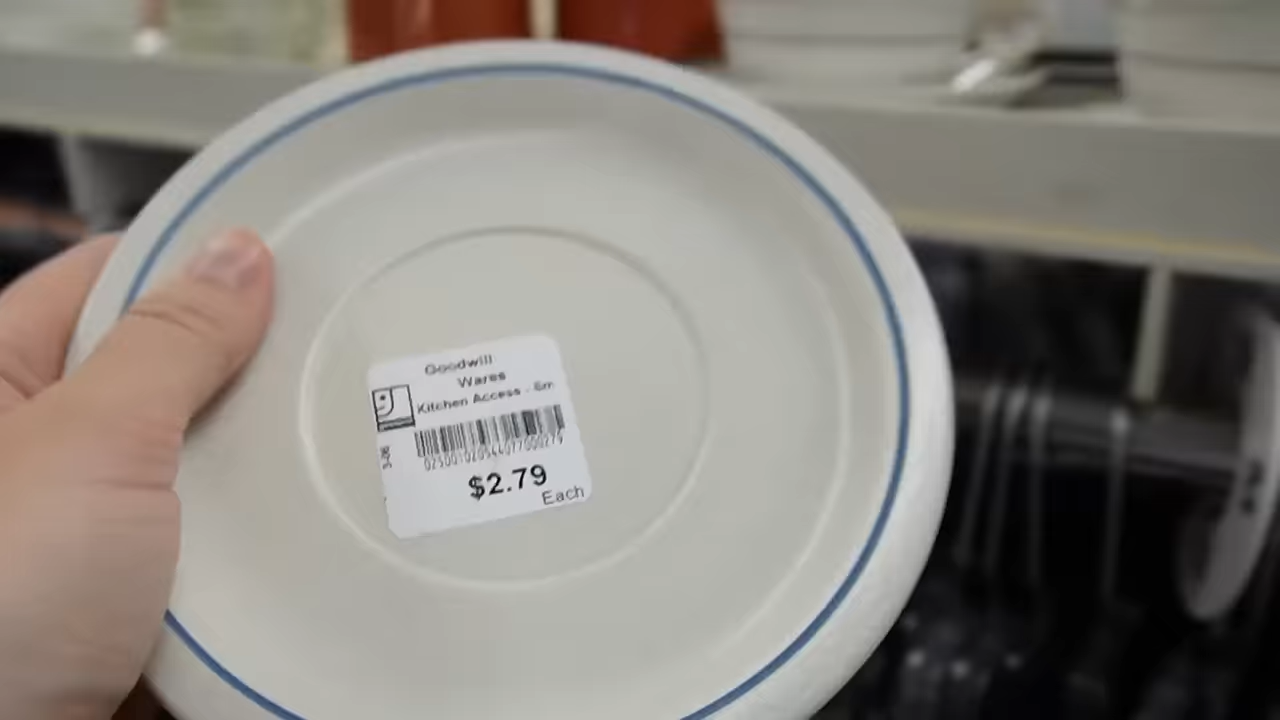 Goodwill
Wares
Kitchen Access - Sm
$2.79
Each